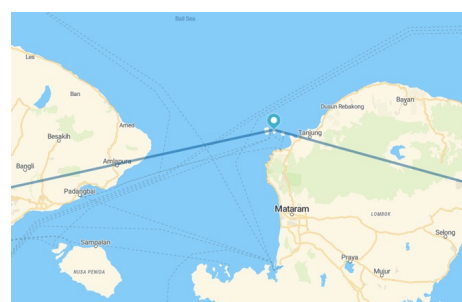 Bali Sea
Les
Ban
Bayan
Dusun Rebakong
Amed
Tanjung
Besakih
Amlapura
Bangli
Padangbai
Mataram
LOMBOK
Selong
Sampalan
Praya
NUSA PENIDA
Mujur